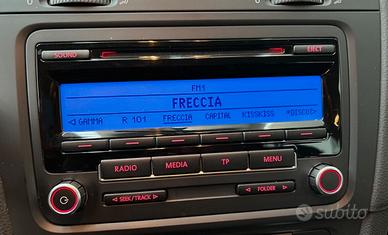 SOUND
EJECT
FM1
FRECCIA
◁GAMMA R 101 FRECCIA CAPITAL KISSKISS *DISCO▷
RADIO MEDIA TP MENU
◁ SEEK/TRACK ▷ ◁ FOLDER ▷
subito